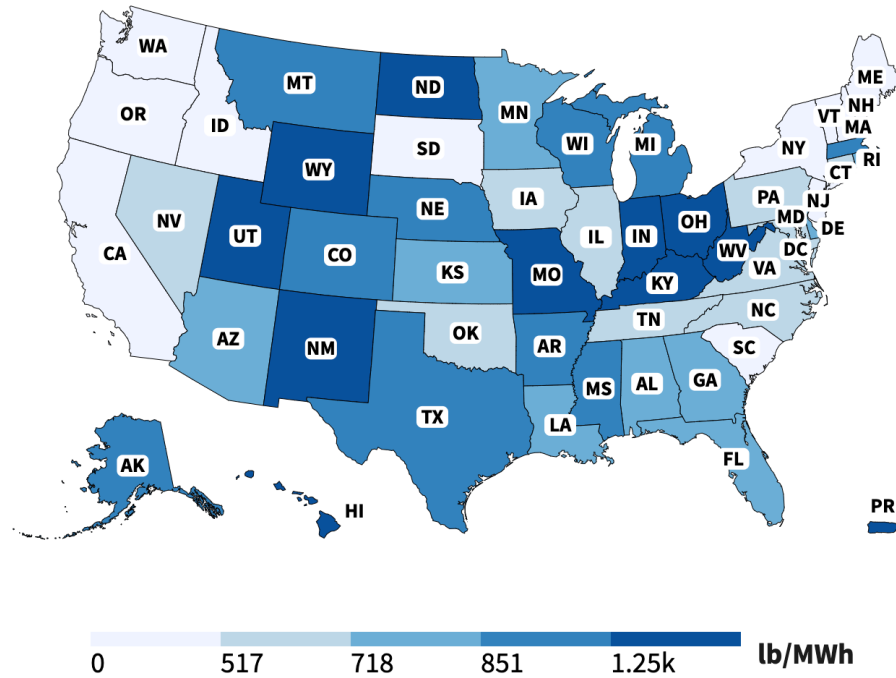 WA
MT
ND
MN
ME
OR
ID
VT
NH
MA
SD
WI
MI
NY
RI
CT
WY
NE
IA
PA
NJ
MD
DE
NV
UT
CO
IL
IN
OH
WV
DC
CA
KS
MO
KY
VA
AZ
NM
OK
AR
TN
NC
SC
MS
AL
GA
TX
LA
FL
AK
HI
PR
0 517 718 851 1.25k lb/MWh